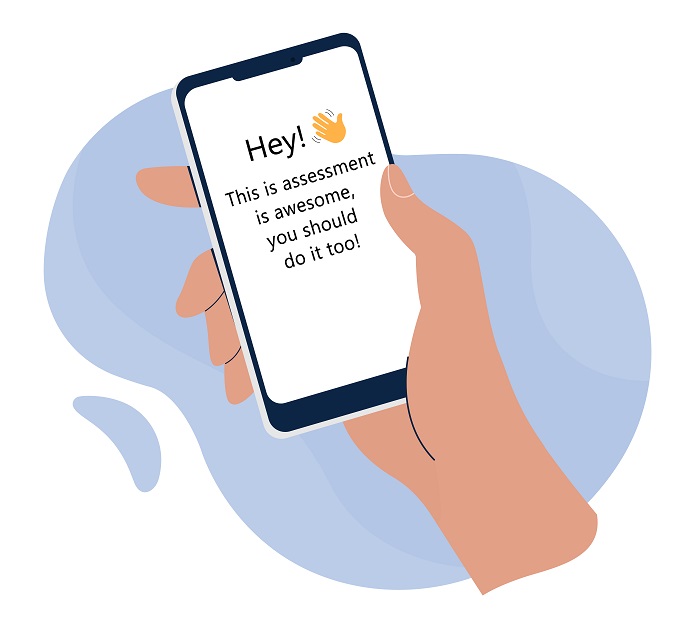 Hey! 👋
This is assessment
is awesome,
you should
do it too!